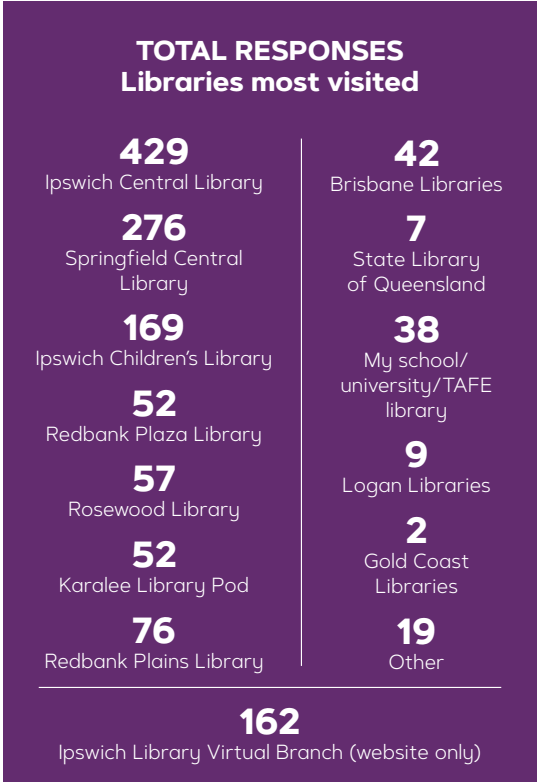 TOTAL RESPONSES
Libraries most visited
429
Ipswich Central Library
276
Springfield Central
Library
169
Ipswich Children's Library
52
Redbank Plaza Library
57
Rosewood Library
52
Karalee Library Pod
76
Redbank Plains Library
42
Brisbane Libraries
7
State Library
of Queensland
38
My school/
university/TAFE
library
9
Logan Libraries
2
Gold Coast
Libraries
19
Other
162
Ipswich Library Virtual Branch (website only)